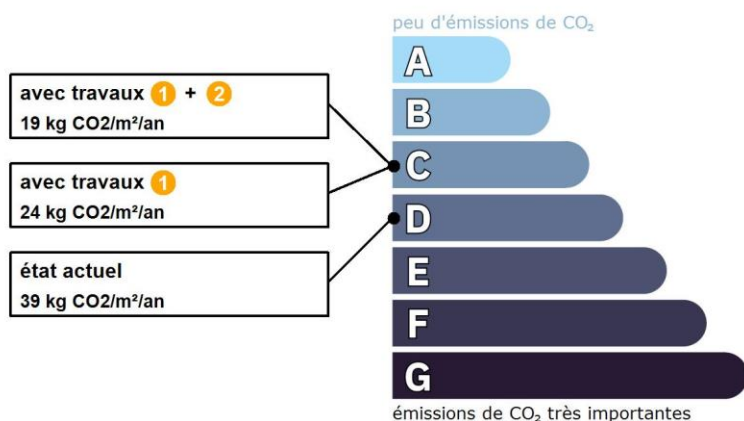 peu d'émissions de CO₂
avec travaux 1 + 2
19 kg CO2/m²/an
avec travaux 1
24 kg CO2/m²/an
état actuel
39 kg CO2/m²/an
A
B
C
D
E
F
G
émissions de CO₂ très importantes